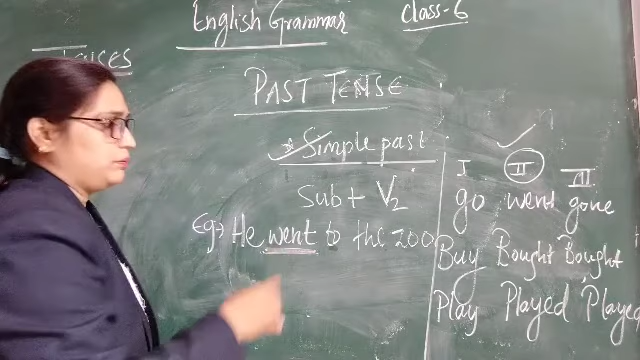 English Grammar
Class-6
PAST TENSE
Simple past
Sub+ V2
Eg:) He went to the zoo
I II III
go went gone
Buy Bought Bought
Play Played Played